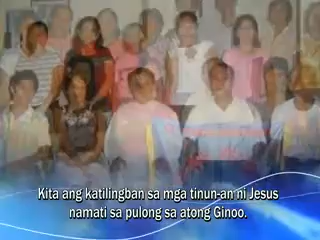 Kita ang katilingban sa mga tinun-an ni Jesus
namati sa pulong sa atong Ginoo.